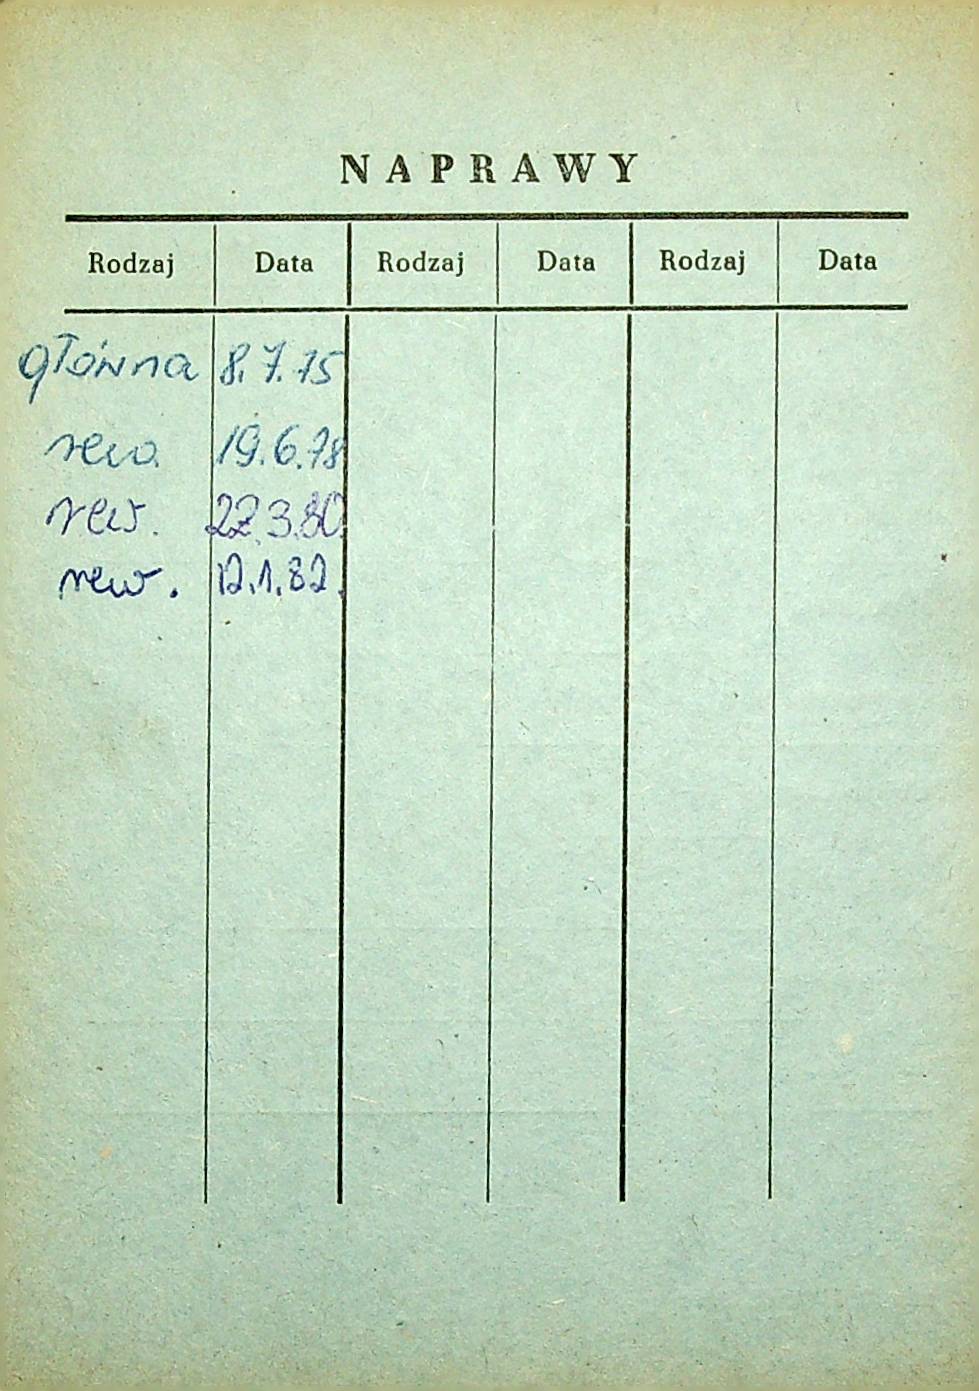 NAPRAWY
Rodzaj Data Rodzaj Data Rodzaj Data
główna 8.7.75
rew. 19.6.78
rew. 22.3.80.
rew. 12.1.82.